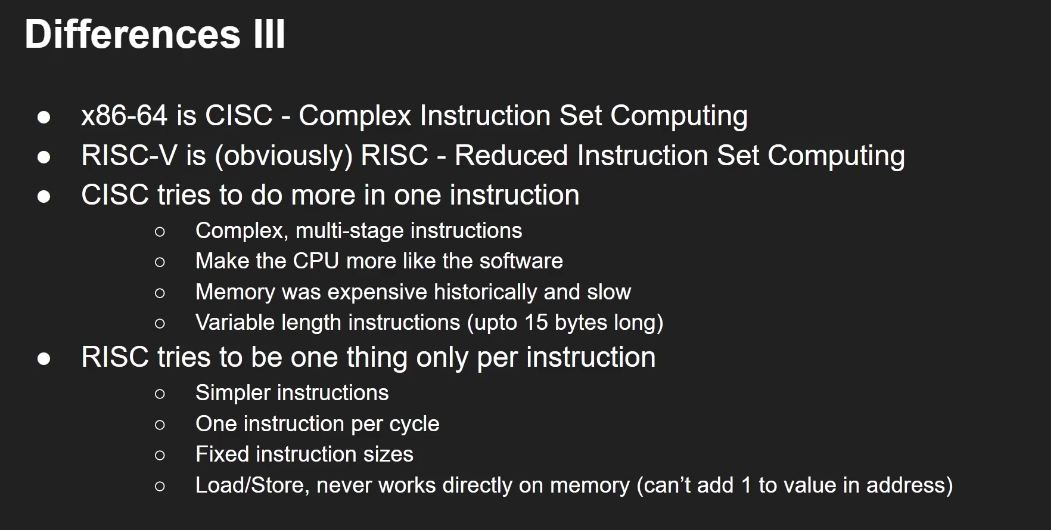 Differences III
● x86-64 is CISC - Complex Instruction Set Computing
● RISC-V is (obviously) RISC - Reduced Instruction Set Computing
● CISC tries to do more in one instruction
○ Complex, multi-stage instructions
○ Make the CPU more like the software
○ Memory was expensive historically and slow
○ Variable length instructions (upto 15 bytes long)
● RISC tries to be one thing only per instruction
○ Simpler instructions
○ One instruction per cycle
○ Fixed instruction sizes
○ Load/Store, never works directly on memory (can't add 1 to value in address)